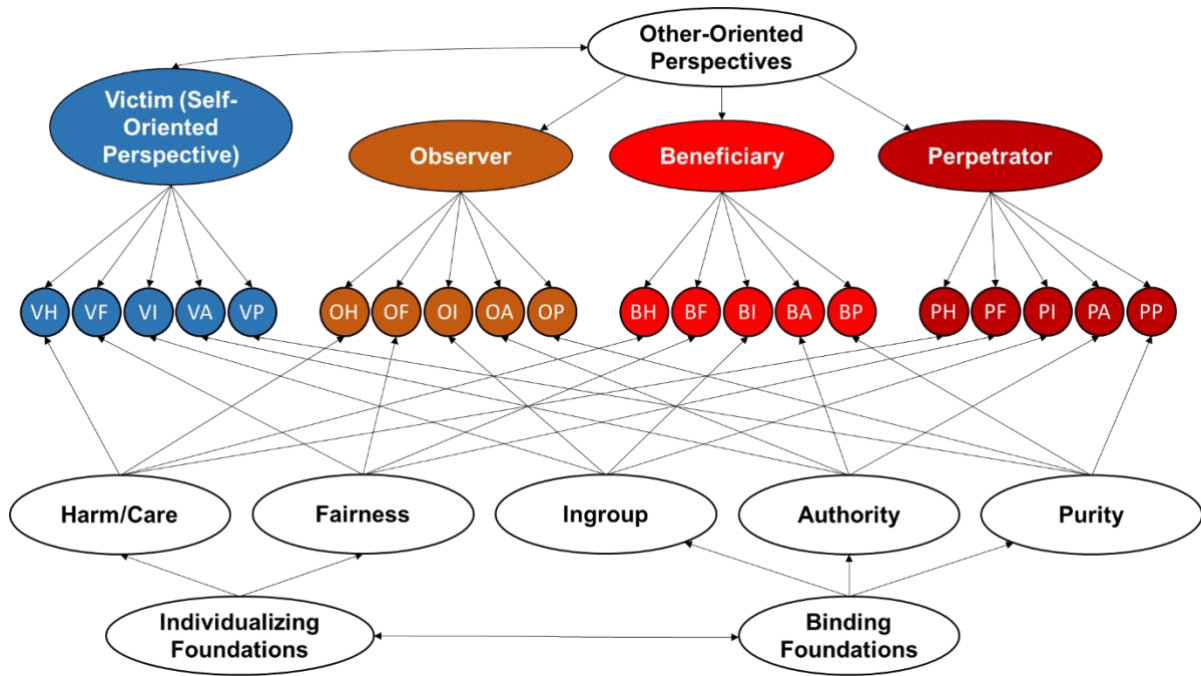 Other-Oriented
Perspectives
Victim (Self-
Oriented
Perspective)
Observer
Beneficiary
Perpetrator
VH VF VI VA VP OH OF OI OA OP BH BF BI BA BP PH PF PI PA PP
Harm/Care
Fairness
Ingroup
Authority
Purity
Individualizing
Foundations
Binding
Foundations